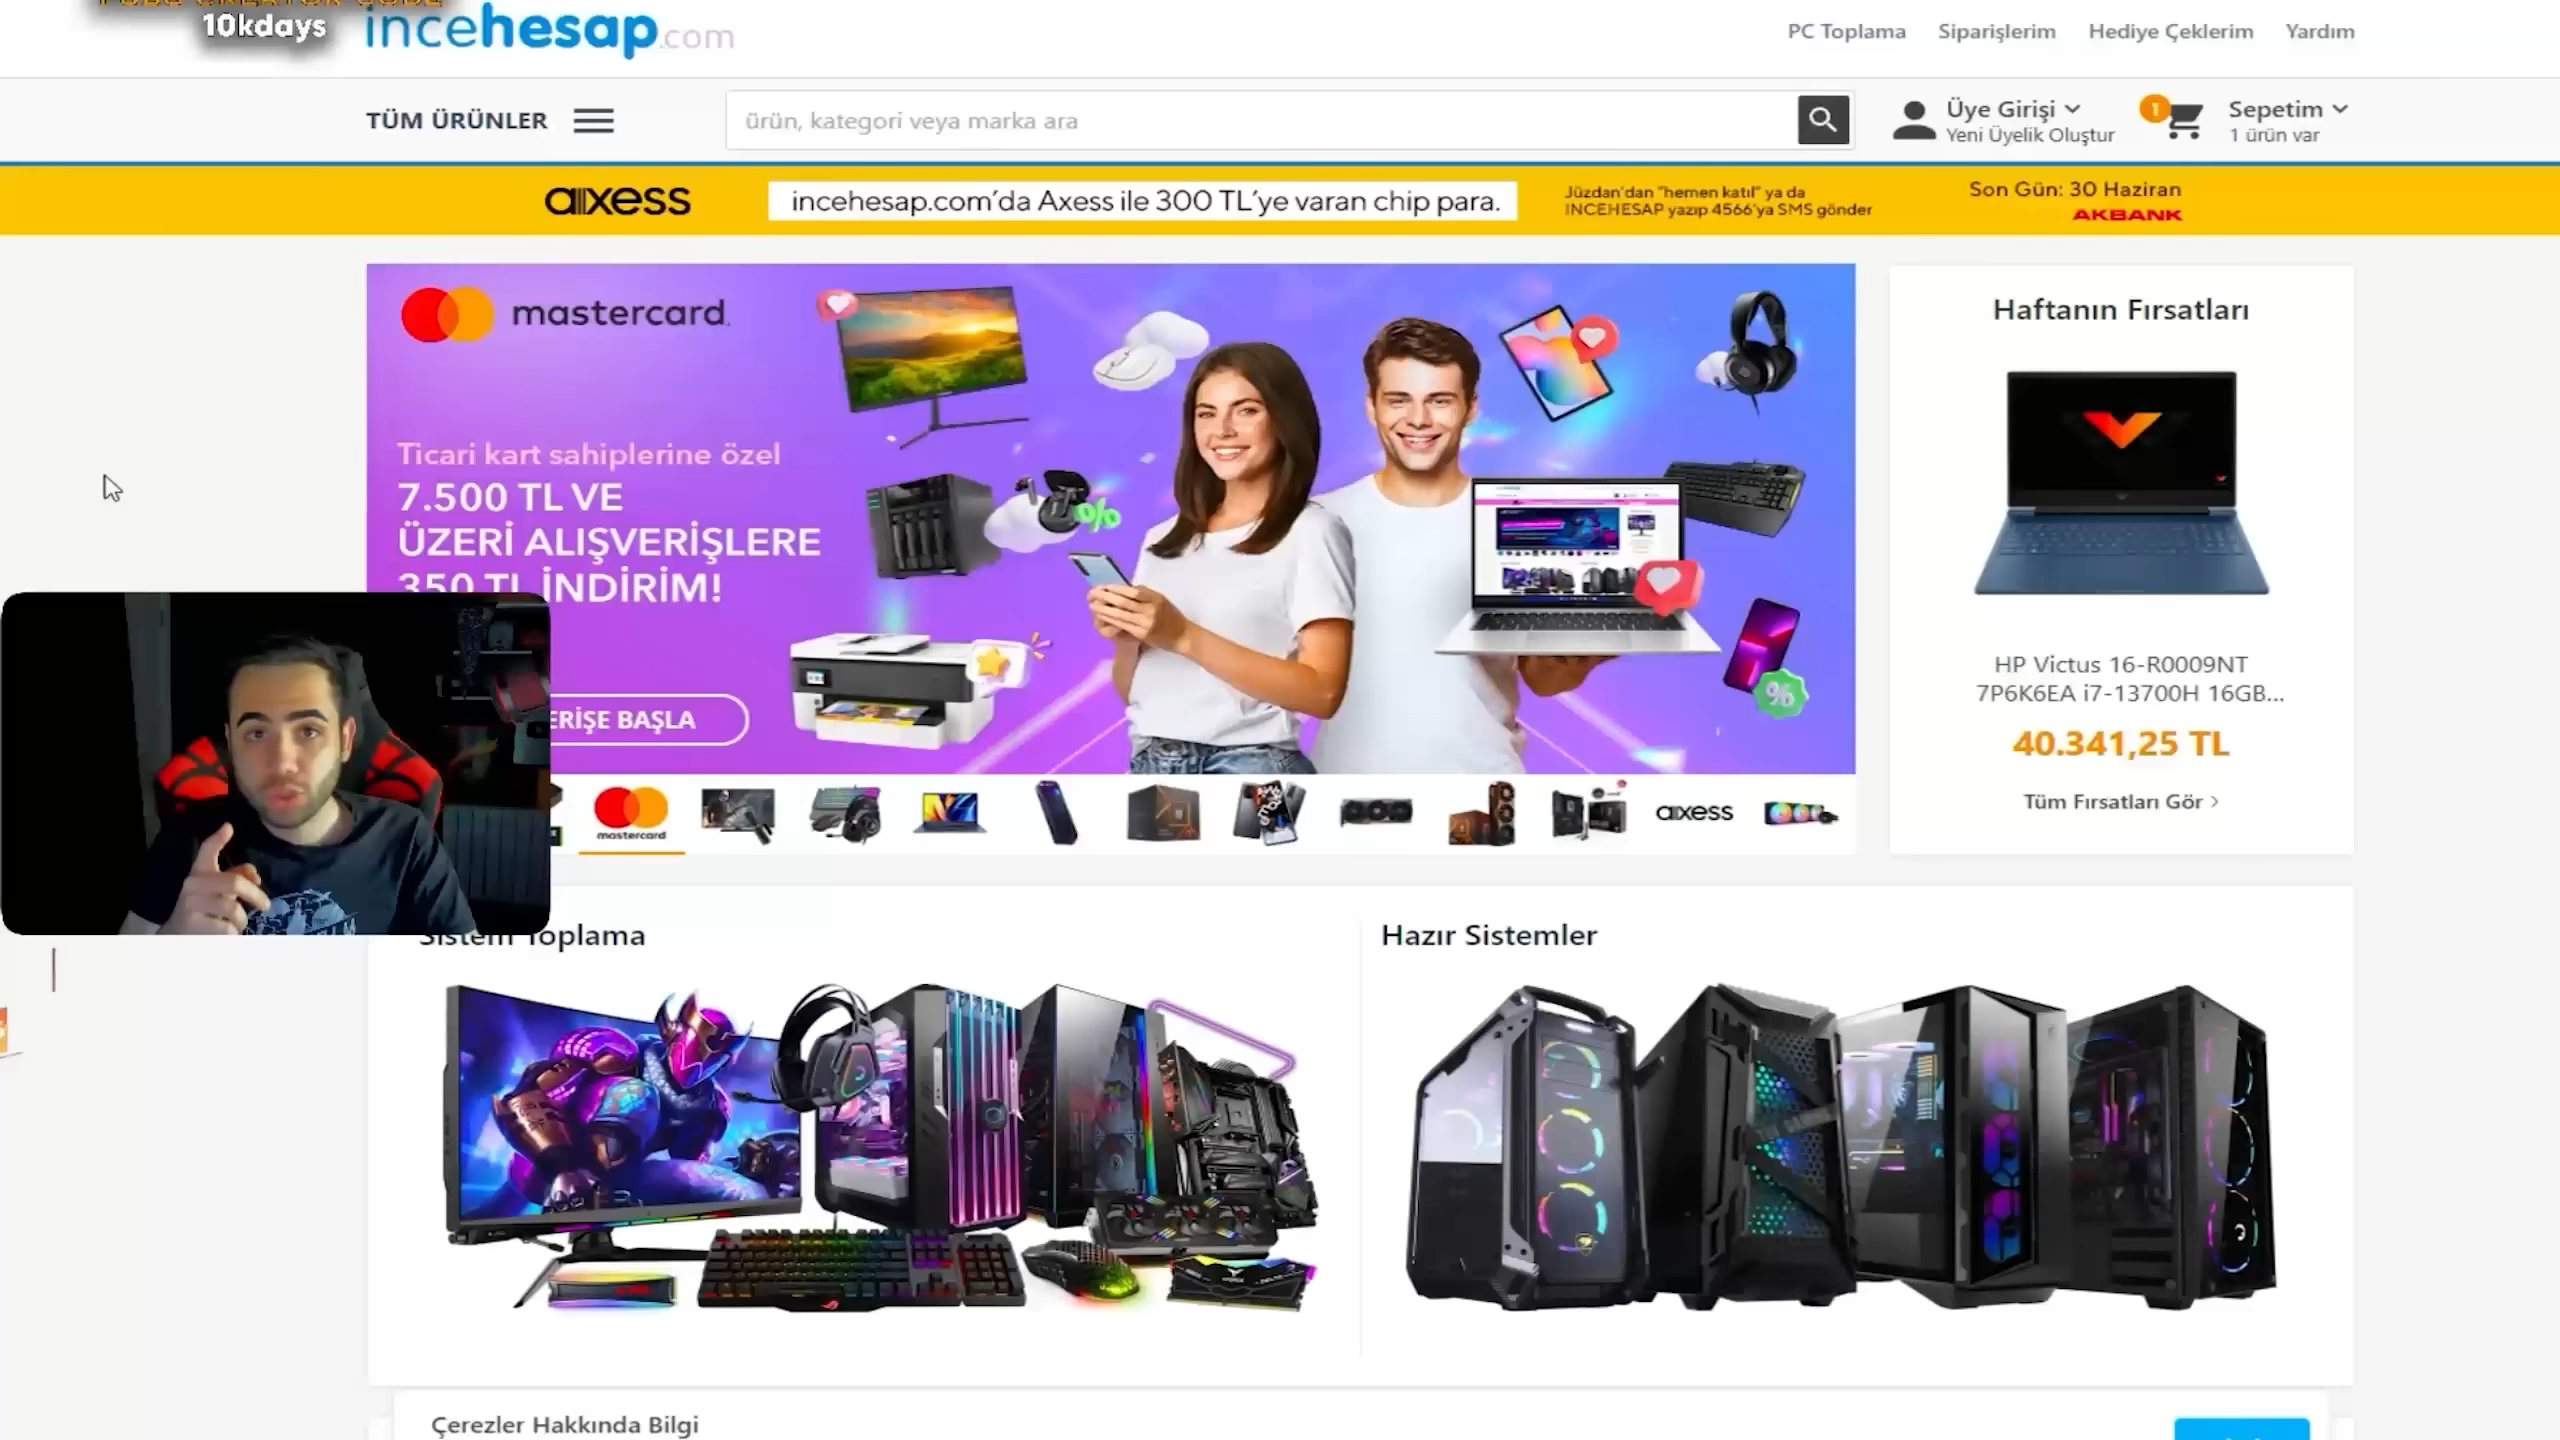 PUBG CREATOR CODE
10kdays
incehesap.com
PC Toplama
Siparişlerim
Hediye Çeklerim
Yardım
TÜM ÜRÜNLER
ürün, kategori veya marka ara
Üye Girişi
Yeni Üyelik Oluştur
1
Sepetim
1 ürün var
axess
incehesap.com'da Axess ile 300 TL'ye varan chip para.
Jüzdan'dan "hemen katıl" ya da
INCEHESAP yazıp 4566'ya SMS gönder
Son Gün: 30 Haziran
AKBANK
mastercard.
Ticari kart sahiplerine özel
7.500 TL VE
ÜZERİ ALIŞVERİŞLERE
350 TL İNDİRİM!
ERİŞE BAŞLA
Haftanın Fırsatları
HP Victus 16-R0009NT
7P6K6EA i7-13700H 16GB...
40.341,25 TL
Tüm Fırsatları Gör
mastercard
axess
Sistem Toplama
Hazır Sistemler
Çerezler Hakkında Bilgi